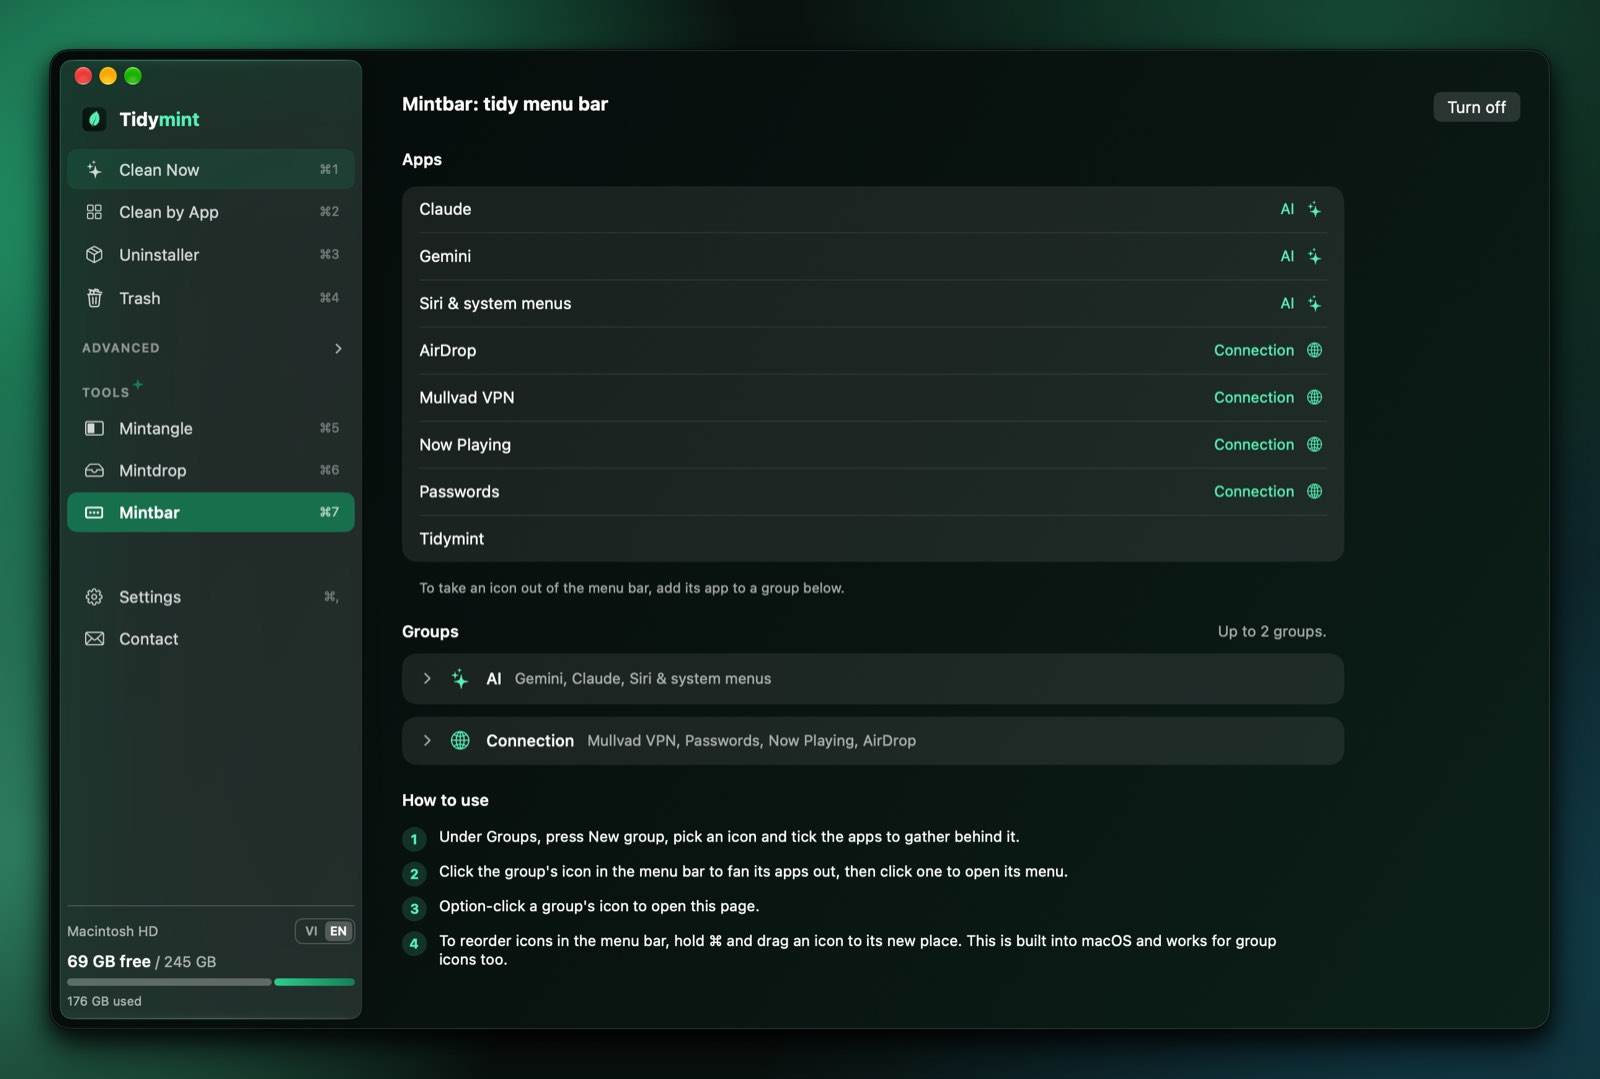 Tidymint
Clean Now ⌘1
Clean by App ⌘2
Uninstaller ⌘3
Trash ⌘4
ADVANCED
TOOLS
Mintangle ⌘5
Mintdrop ⌘6
Mintbar ⌘7
Settings ⌘,
Contact
Macintosh HD VI EN
69 GB free / 245 GB
176 GB used
Mintbar: tidy menu bar
Turn off
Apps
Claude AI
Gemini AI
Siri & system menus AI
AirDrop Connection
Mullvad VPN Connection
Now Playing Connection
Passwords Connection
Tidymint
To take an icon out of the menu bar, add its app to a group below.
Groups Up to 2 groups.
AI Gemini, Claude, Siri & system menus
Connection Mullvad VPN, Passwords, Now Playing, AirDrop
How to use
1 Under Groups, press New group, pick an icon and tick the apps to gather behind it.
2 Click the group's icon in the menu bar to fan its apps out, then click one to open its menu.
3 Option-click a group's icon to open this page.
4 To reorder icons in the menu bar, hold ⌘ and drag an icon to its new place. This is built into macOS and works for group
icons too.